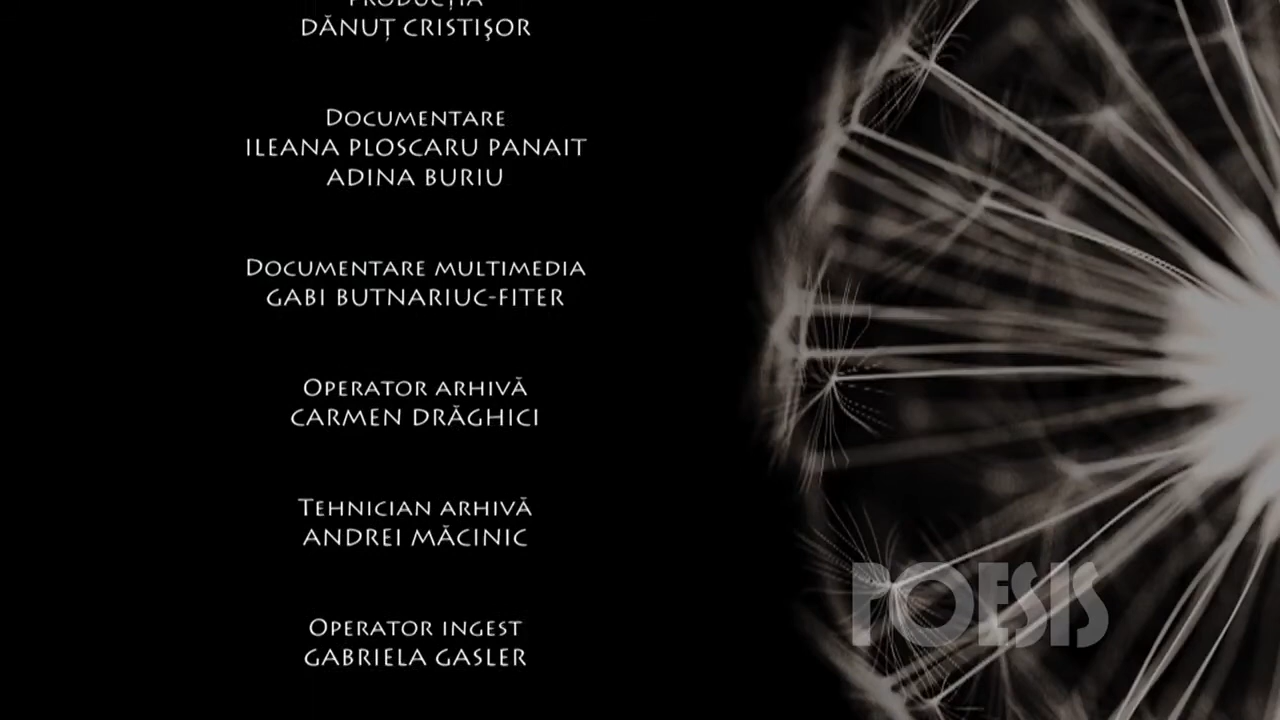 PRODUCȚIA
DĂNUȚ CRISTIȘOR
DOCUMENTARE
ILEANA PLOSCARU PANAIT
ADINA BURIU
DOCUMENTARE MULTIMEDIA
GABI BUTNARIUC-FITER
OPERATOR ARHIVĂ
CARMEN DRĂGHICI
TEHNICIAN ARHIVĂ
ANDREI MĂCINIC
OPERATOR INGEST
GABRIELA GASLER
POESIS